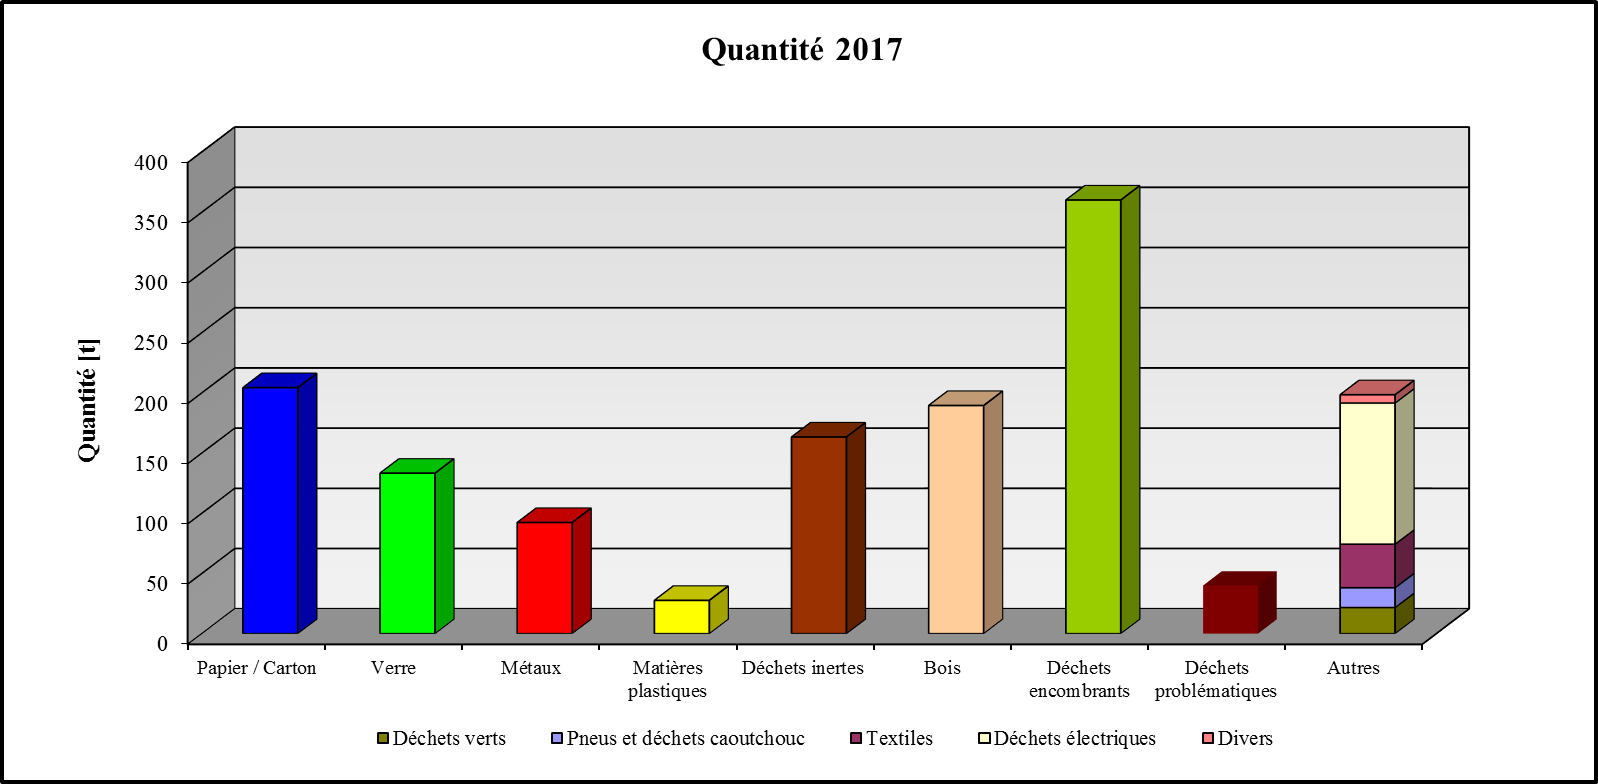 Quantité 2017
Quantité [t]
400
350
300
250
200
150
100
50
0
Papier / Carton
Verre
Métaux
Matières
plastiques
Déchets inertes
Bois
Déchets
encombrants
Déchets
problématiques
Autres
Déchets verts
Pneus et déchets caoutchouc
Textiles
Déchets électriques
Divers